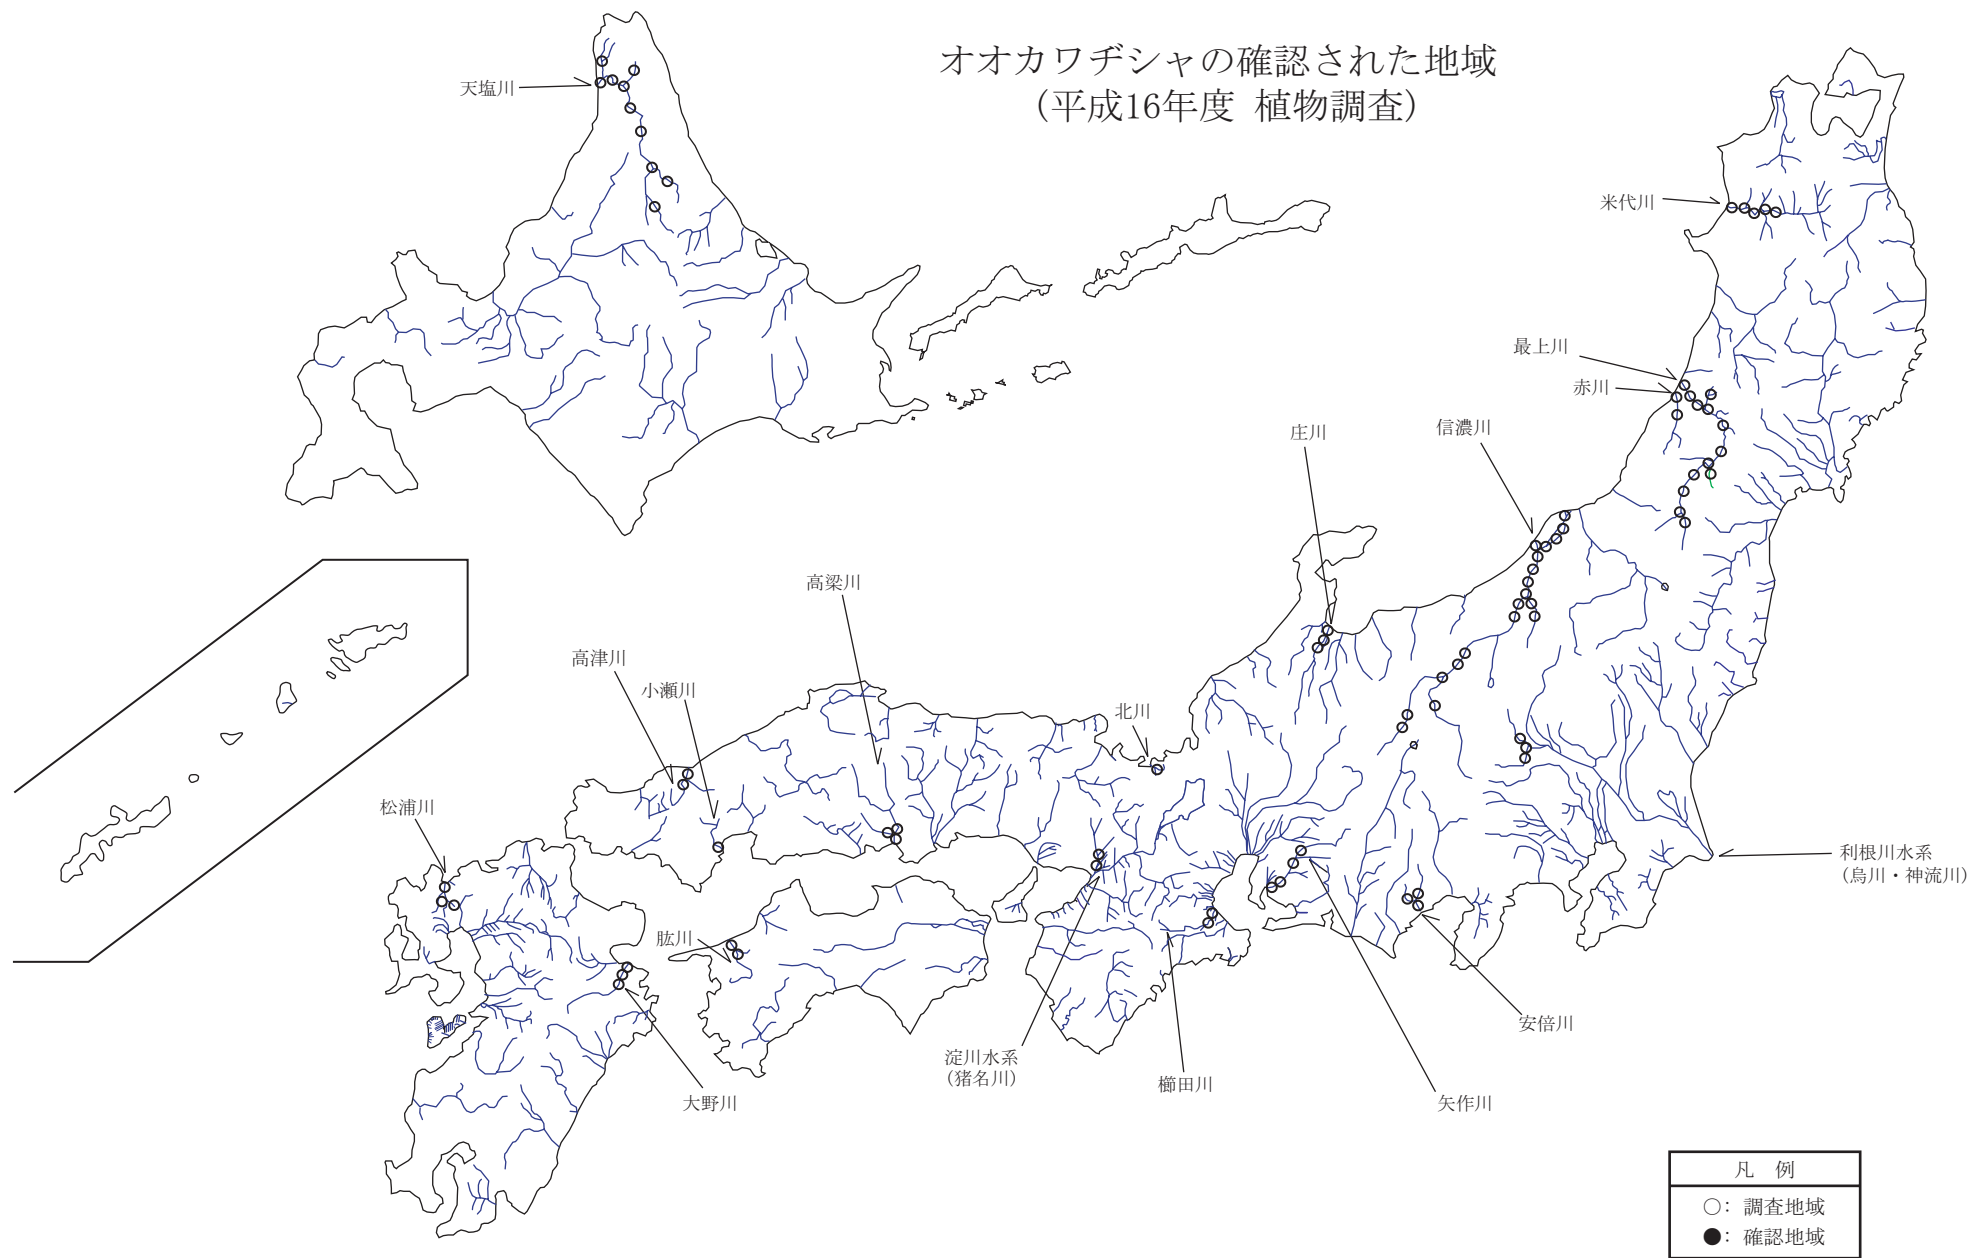 オオカワヂシャの確認された地域
（平成16年度 植物調査）
天塩川
米代川
最上川
赤川
信濃川
庄川
高梁川
高津川
小瀬川
北川
松浦川
利根川水系
（烏川・神流川）
肱川
安倍川
淀川水系
（猪名川）
櫛田川
矢作川
大野川
凡 例
○： 調査地域
●： 確認地域